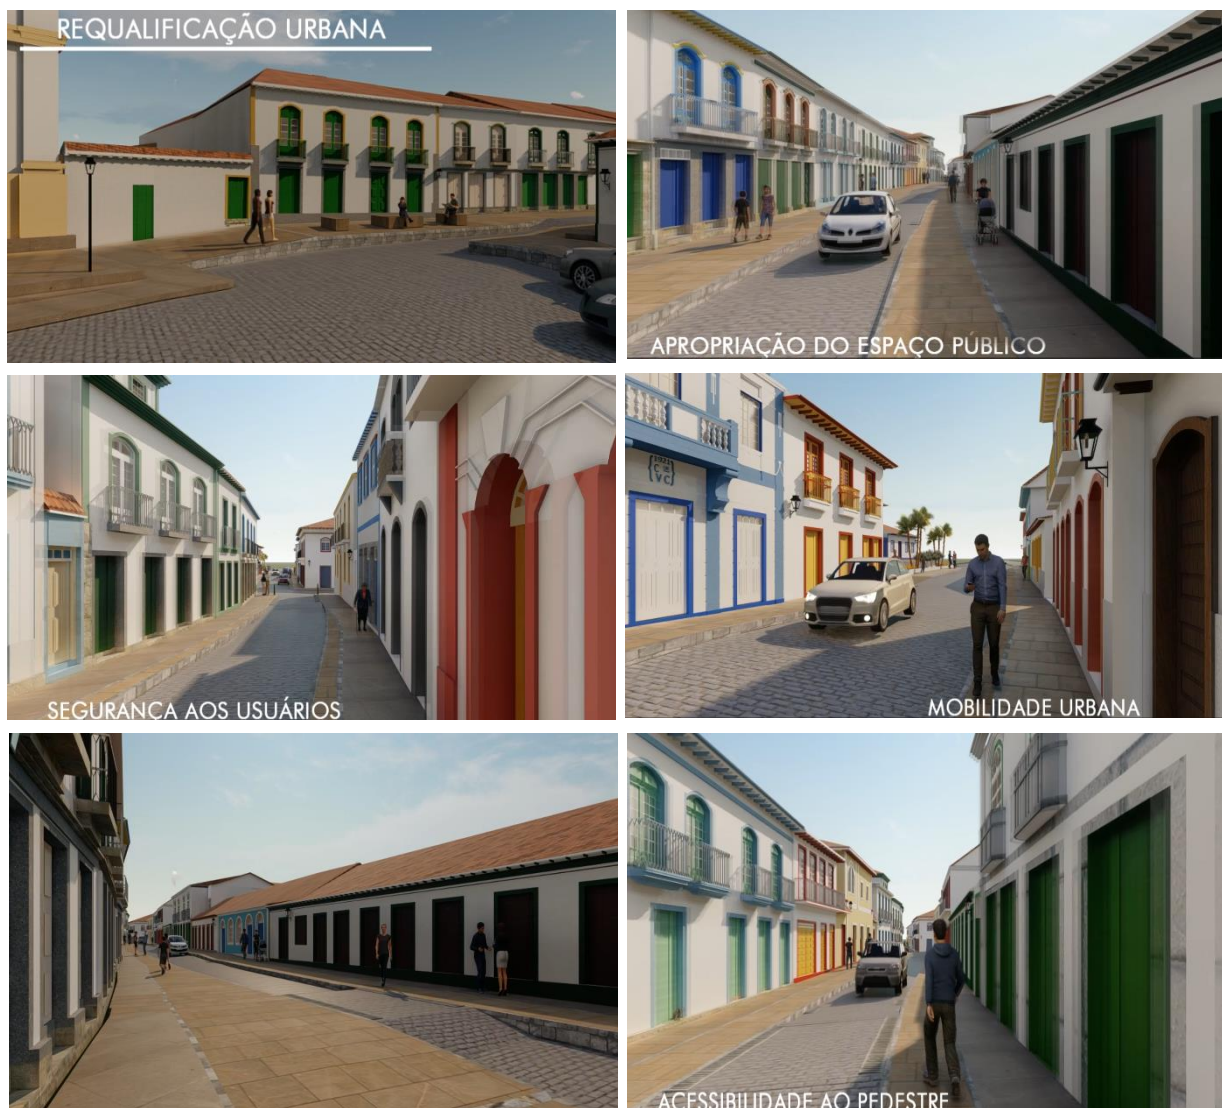 REQUALIFICAÇÃO URBANA
APROPRIAÇÃO DO ESPAÇO PÚBLICO
SEGURANÇA AOS USUÁRIOS
MOBILIDADE URBANA
ACESSIBILIDADE AO PEDESTRE